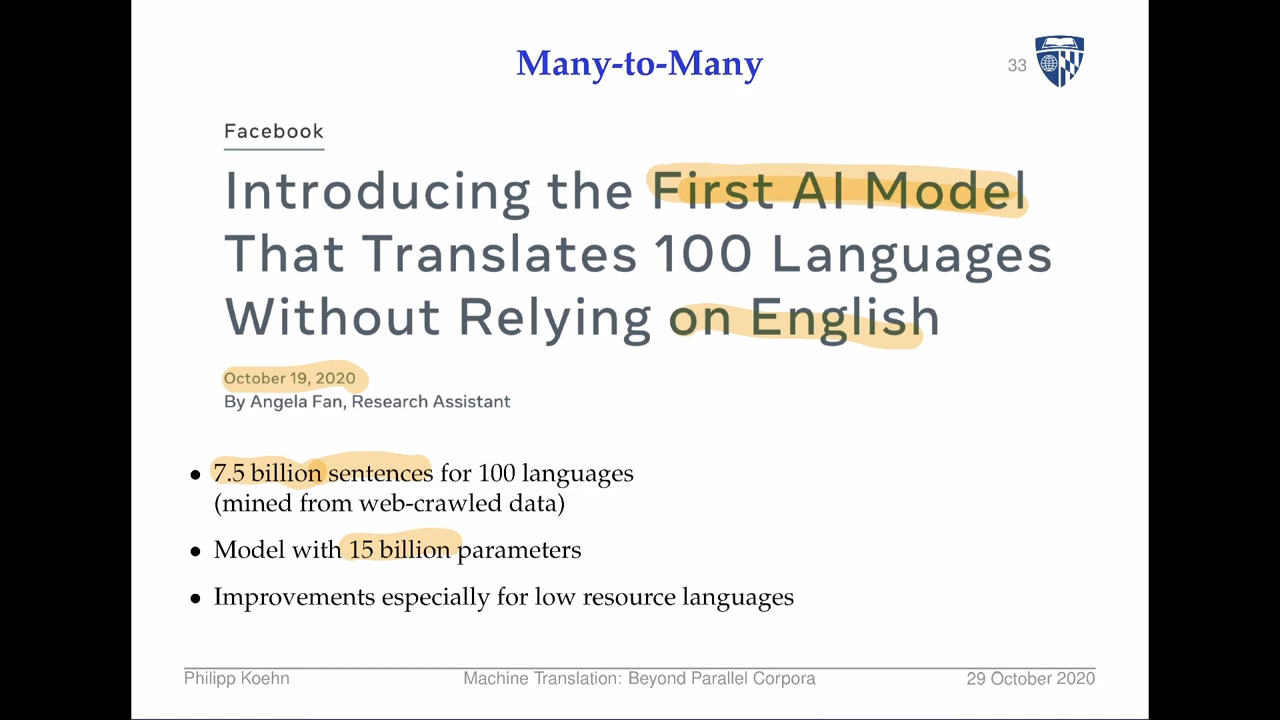 Many-to-Many
33
Facebook
Introducing the First AI Model
That Translates 100 Languages
Without Relying on English
October 19, 2020
By Angela Fan, Research Assistant
• 7.5 billion sentences for 100 languages
(mined from web-crawled data)
• Model with 15 billion parameters
• Improvements especially for low resource languages
Philipp Koehn Machine Translation: Beyond Parallel Corpora 29 October 2020